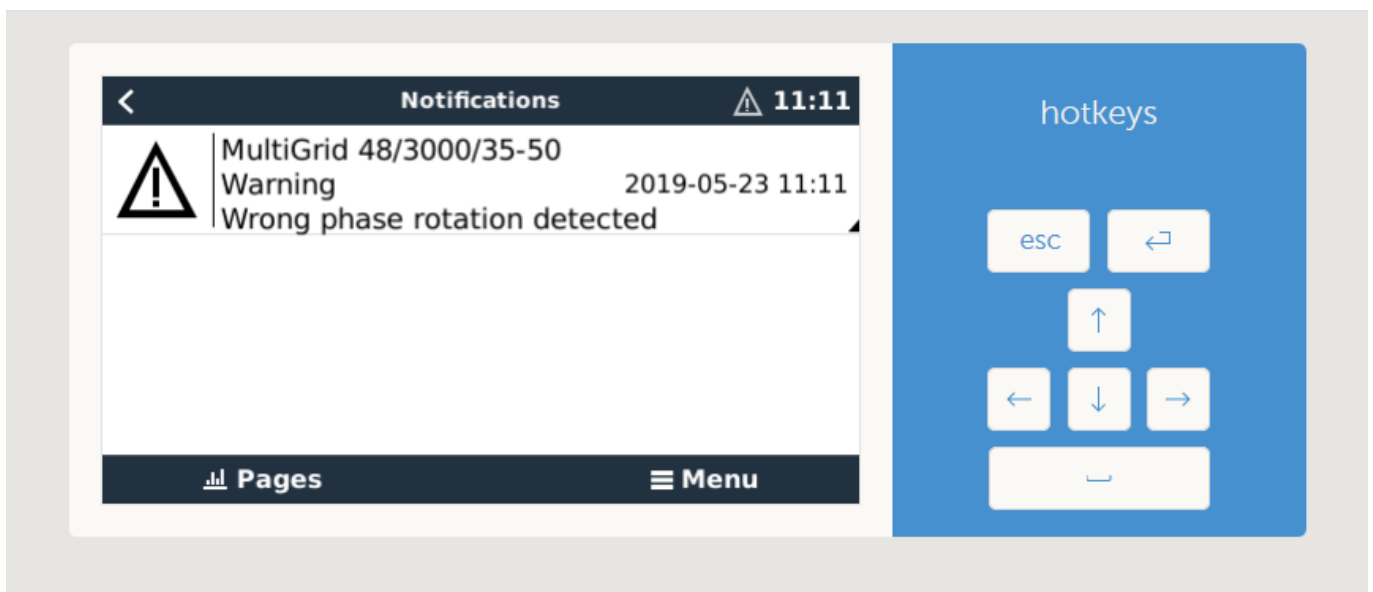 Notifications 11:11
MultiGrid 48/3000/35-50
Warning 2019-05-23 11:11
Wrong phase rotation detected
Pages Menu
hotkeys
esc